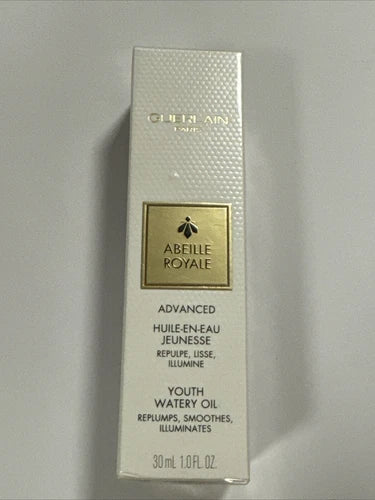 GUERLAIN
PARIS
ABEILLE
ROYALE
ADVANCED
HUILE-EN-EAU
JEUNESSE
REPULPE, LISSE,
ILLUMINE
YOUTH
WATERY OIL
REPLUMPS, SMOOTHES,
ILLUMINATES
30 mL 1.0 FL. OZ.